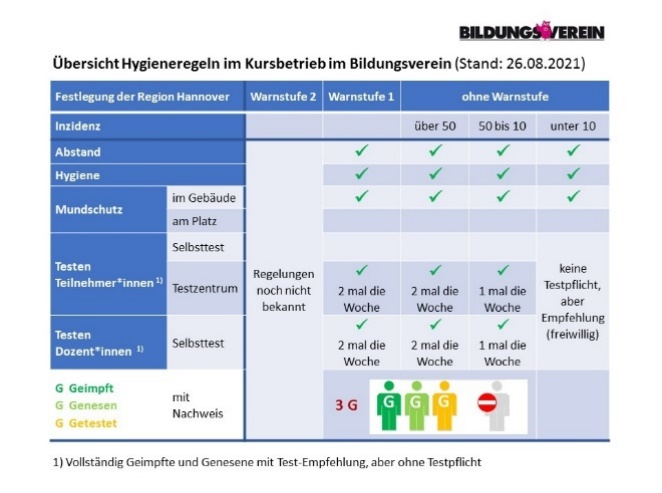 BILDUNGSVEREIN
Übersicht Hygieneregeln im Kursbetrieb im Bildungsverein (Stand: 26.08.2021)
Festlegung der Region Hannover Warnstufe 2 Warnstufe 1 ohne Warnstufe
Inzidenz über 50 50 bis 10 unter 10
Abstand ✓ ✓ ✓ ✓
Hygiene ✓ ✓ ✓ ✓
Mundschutz
im Gebäude ✓ ✓ ✓ ✓
am Platz
Testen
Teilnehmer*innen 1)
Selbsttest
Testzentrum
✓ ✓ ✓
2 mal die 2 mal die 1 mal die
Woche Woche Woche
Regelungen
noch nicht
bekannt
keine
Testpflicht,
aber
Empfehlung
(freiwillig)
Testen
Dozent*innen 1)
Selbsttest
✓ ✓ ✓
2 mal die 2 mal die 1 mal die
Woche Woche Woche
G Geimpft
G Genesen
G Getestet
mit
Nachweis
3 G
G G G
1) Vollständig Geimpfte und Genesene mit Test-Empfehlung, aber ohne Testpflicht